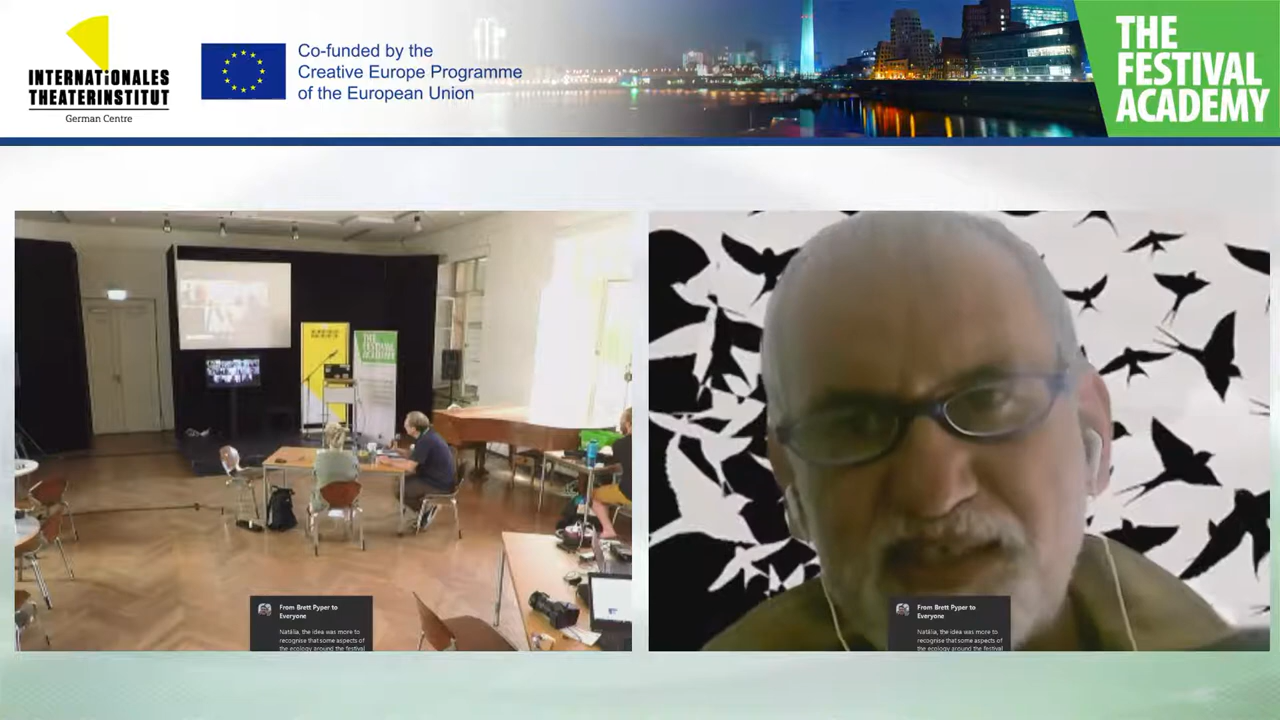 INTERNATiONALES
THEATERINSTITUT
German Centre
Co-funded by the
Creative Europe Programme
of the European Union
THE
FESTIVAL
ACADEMY
THE
FESTIVAL
ACADEMY
From Brett Pyper to
Everyone
Natália, the idea was more to
recognise that some aspects of
the ecology around the festival
From Brett Pyper to
Everyone
Natália, the idea was more to
recognise that some aspects of
the ecology around the festival